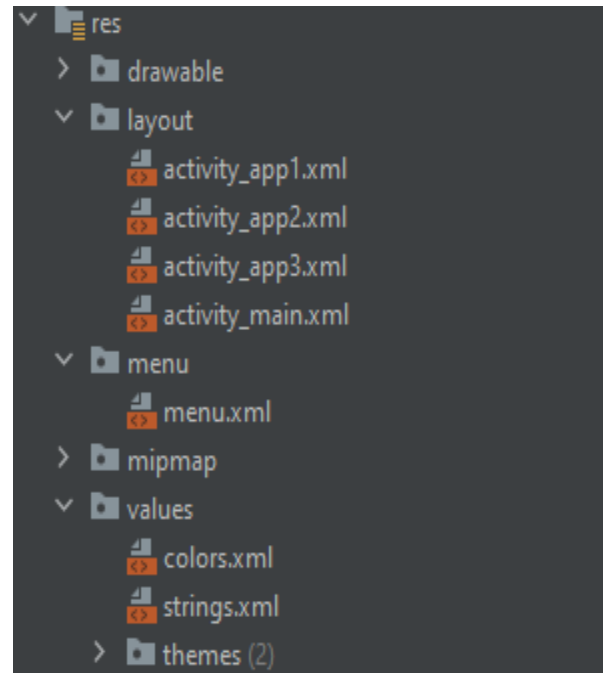 res
drawable
layout
activity_app1.xml
activity_app2.xml
activity_app3.xml
activity_main.xml
menu
menu.xml
mipmap
values
colors.xml
strings.xml
themes (2)